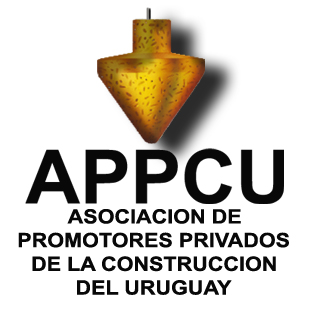 APPCU
ASOCIACION DE
PROMOTORES PRIVADOS
DE LA CONSTRUCCION
DEL URUGUAY